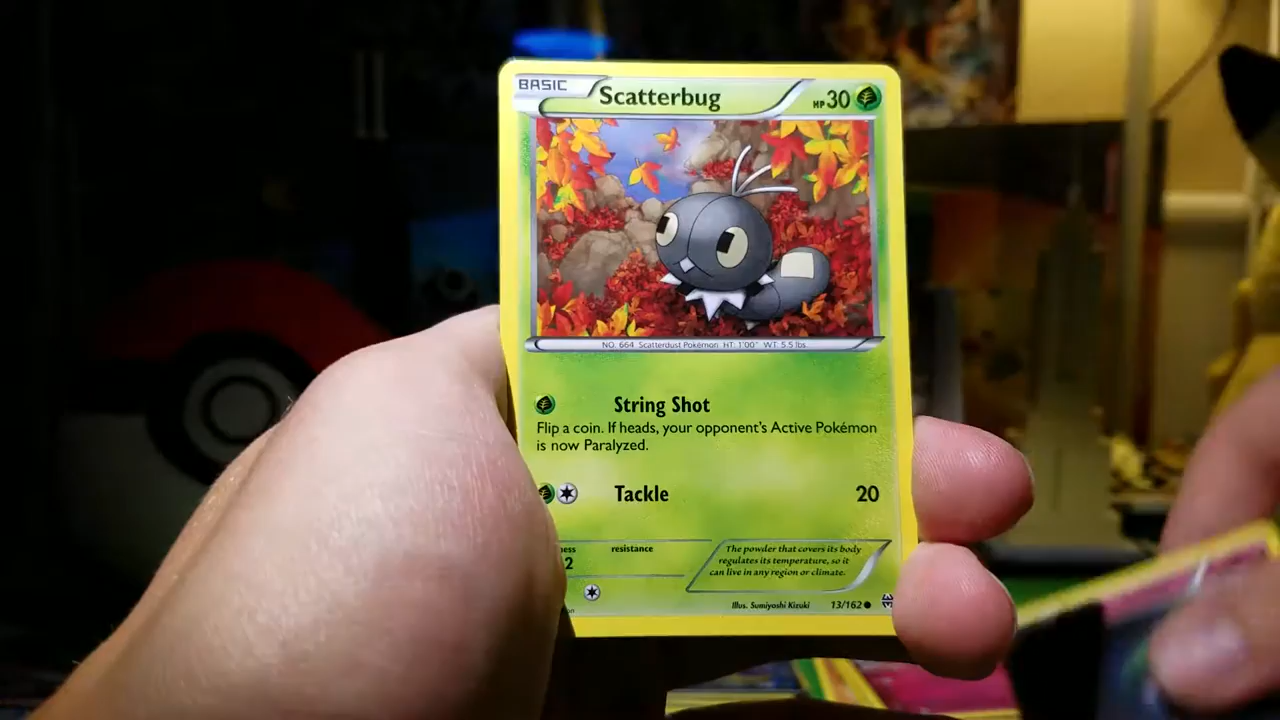 BASIC
Scatterbug
HP 30
NO. 664 Scatterdust Pokémon HT: 1'00" WT: 5.5 lbs.
String Shot
Flip a coin. If heads, your opponent's Active Pokémon
is now Paralyzed.
Tackle 20
resistance
2
The powder that covers its body
regulates its temperature, so it
can live in any region or climate.
Illus. Sumiyoshi Kizuki 13/162